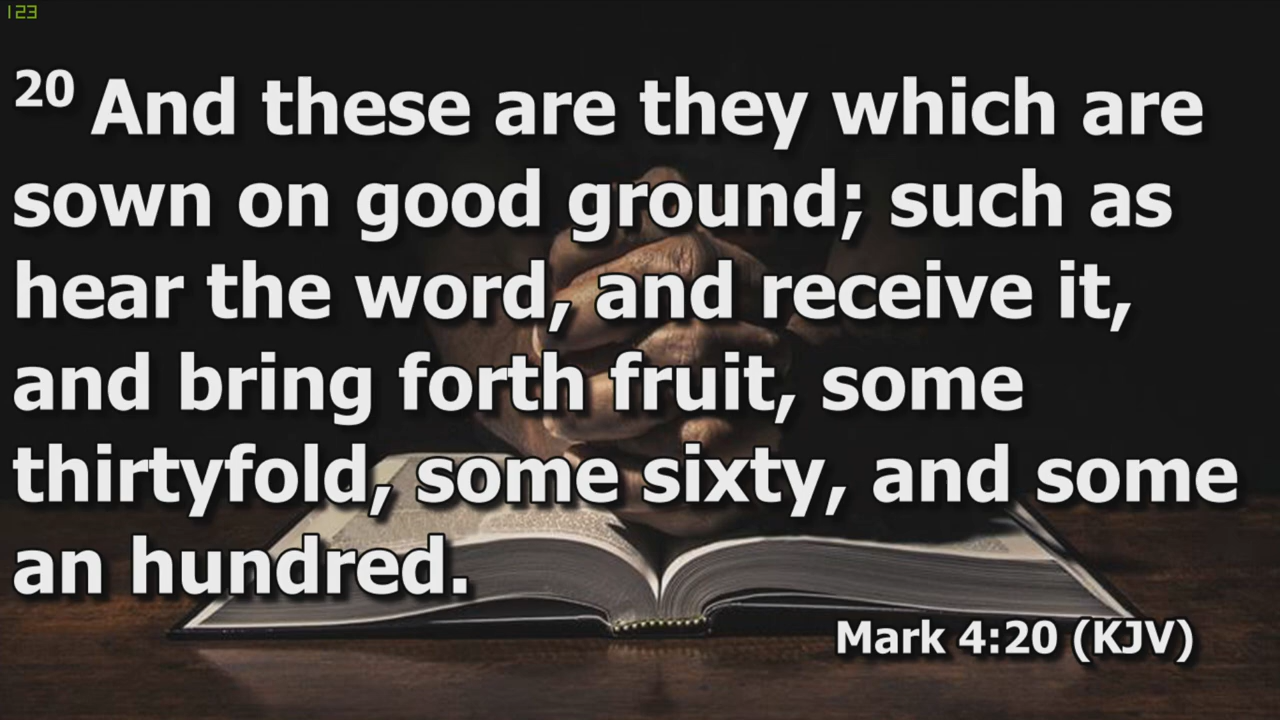 123
20 And these are they which are
sown on good ground; such as
hear the word, and receive it,
and bring forth fruit, some
thirtyfold, some sixty, and some
an hundred.
Mark 4:20 (KJV)